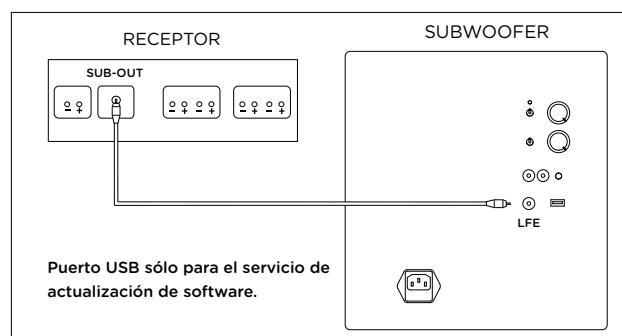 RECEPTOR
SUBWOOFER
SUB-OUT
- +
- + - +
- + - +
LFE
Puerto USB sólo para el servicio de
actualización de software.